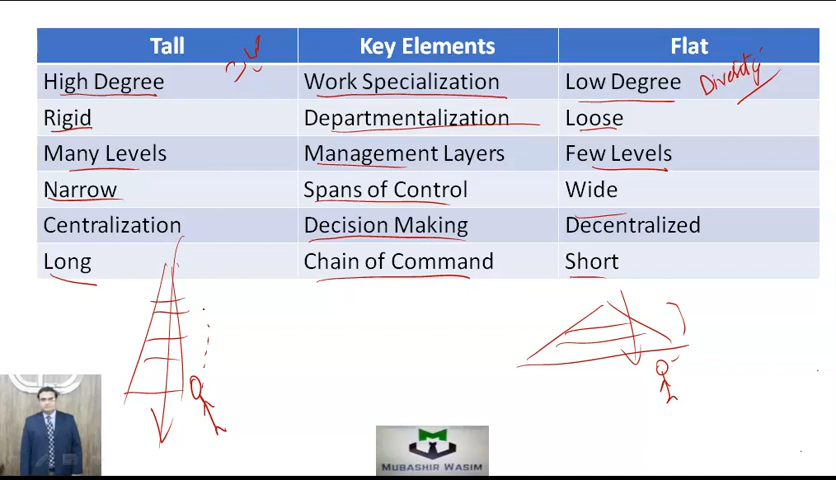 Tall Key Elements Flat
High Degree Work Specialization Low Degree Diversity
Rigid Departmentalization Loose
Many Levels Management Layers Few Levels
Narrow Spans of Control Wide
Centralization Decision Making Decentralized
Long Chain of Command Short
MUBASHIR WASIM